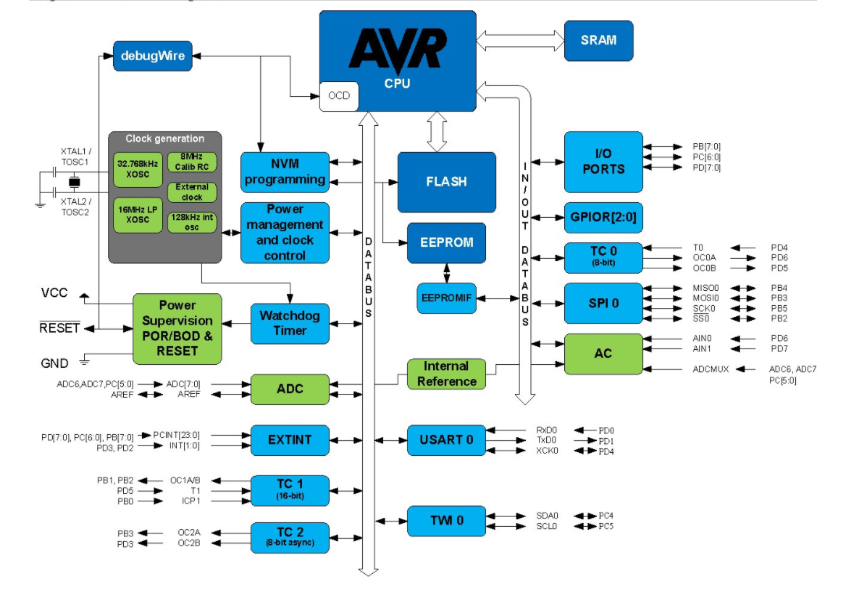 AVR
CPU
OCD
SRAM
debugWire
Clock generation
XTAL1 /
TOSC1
32.768kHz
XOSC
8MHz
Calib RC
External
clock
XTAL2 /
TOSC2
16MHz LP
XOSC
128kHz int
osc
NVM
programming
FLASH
Power
management
and clock
control
EEPROM
EEPROMIF
DATABUS
IN/OUT DATABUS
I/O
PORTS
PB[7:0]
PC[6:0]
PD[7:0]
GPIOR[2:0]
TC 0
(8-bit)
T0 PD4
OC0A PD6
OC0B PD5
SPI 0
MISO0 PB4
MOSI0 PB3
SCK0 PB5
SS0 PB2
AC
AIN0 PD6
AIN1 PD7
ADCMUX ADC6, ADC7
PC[5:0]
VCC
RESET
GND
Power
Supervision
POR/BOD &
RESET
Watchdog
Timer
Internal
Reference
ADC6,ADC7,PC[5:0] ADC[7:0]
AREF AREF
ADC
PD[7:0], PC[6:0], PB[7:0] PCINT[23:0]
PD3, PD2 INT[1:0]
EXTINT
USART 0
RxD0 PD0
TxD0 PD1
XCK0 PD4
PB1, PB2 OC1A/B
PD5 T1
PB0 ICP1
TC 1
(16-bit)
TWI 0
SDA0 PC4
SCL0 PC5
PB3 OC2A
PD3 OC2B
TC 2
(8-bit async)